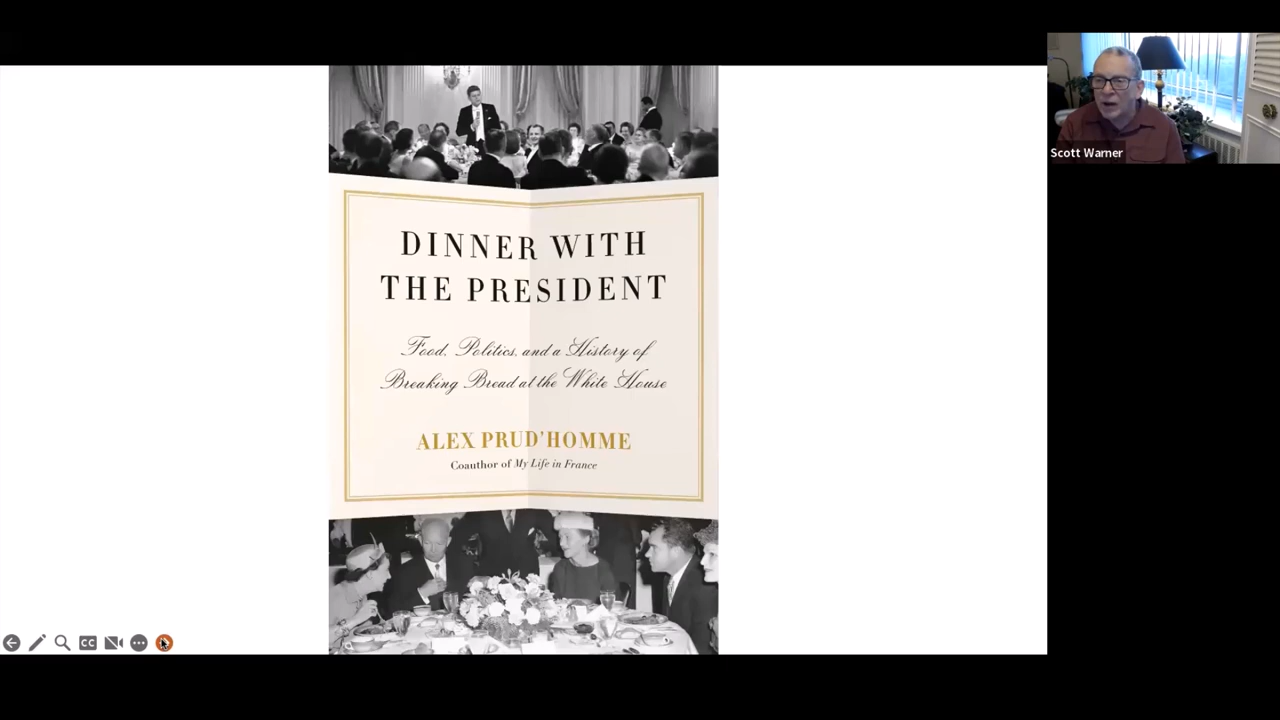 DINNER WITH
THE PRESIDENT
Food, Politics, and a History of
Breaking Bread at the White House
ALEX PRUD'HOMME
Coauthor of My Life in France
Scott Warner
CC